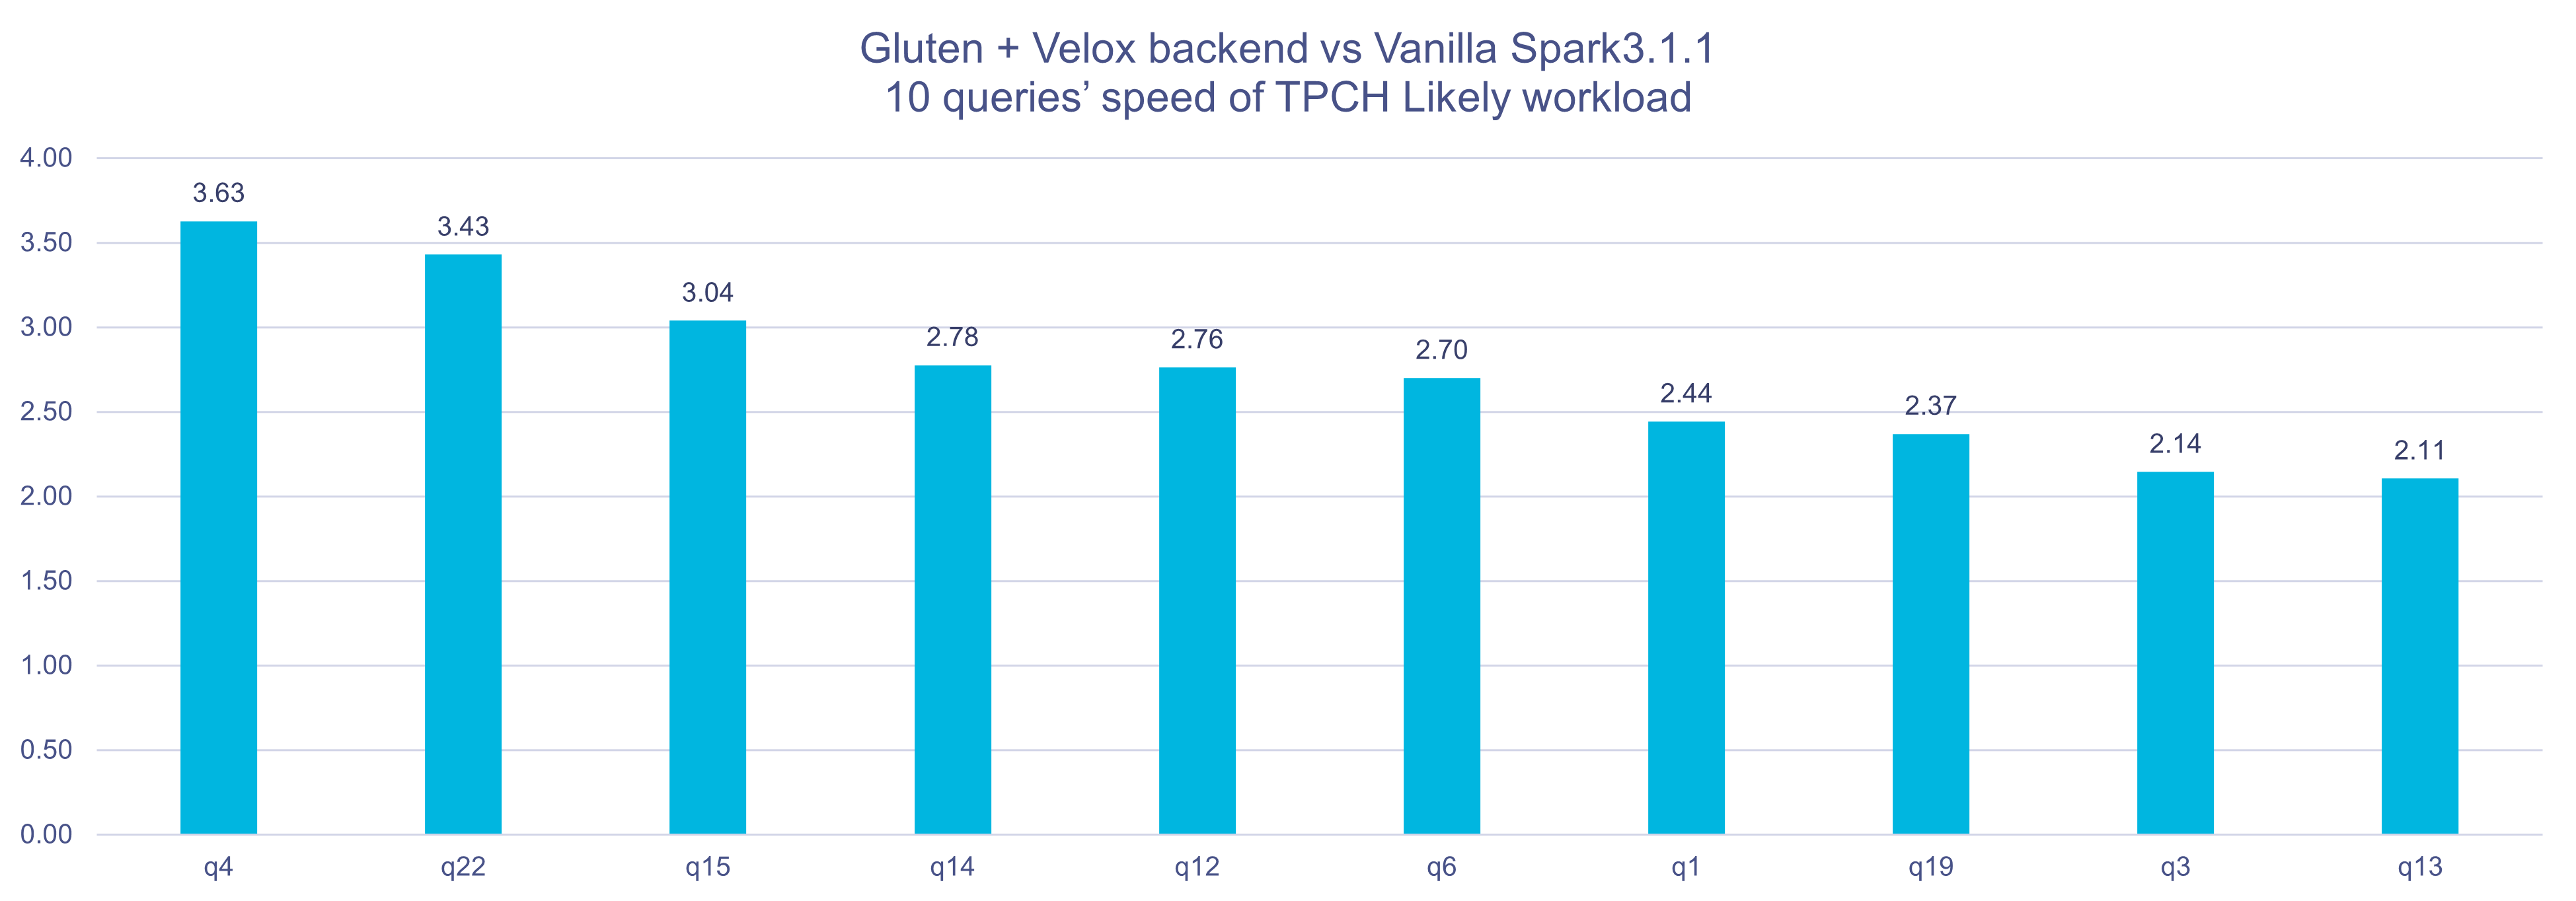 Gluten + Velox backend vs Vanilla Spark3.1.1
10 queries’ speed of TPCH Likely workload
4.00
3.50
3.00
2.50
2.00
1.50
1.00
0.50
0.00
3.63
3.43
3.04
2.78
2.76
2.70
2.44
2.37
2.14
2.11
q4
q22
q15
q14
q12
q6
q1
q19
q3
q13